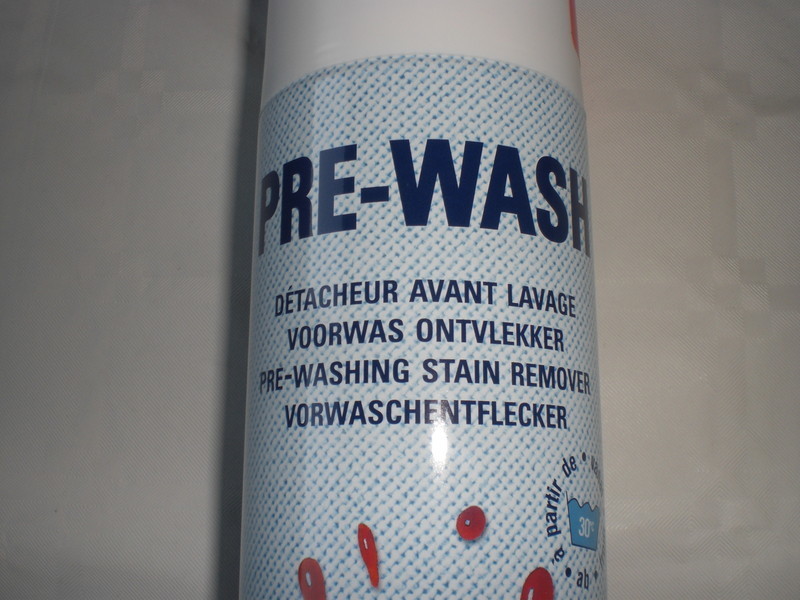 PRE-WASH
DÉTACHEUR AVANT LAVAGE
VOORWAS ONTVLEKKER
PRE-WASHING STAIN REMOVER
VORWASCHENTFLECKER
à partir de •
30°
• ab